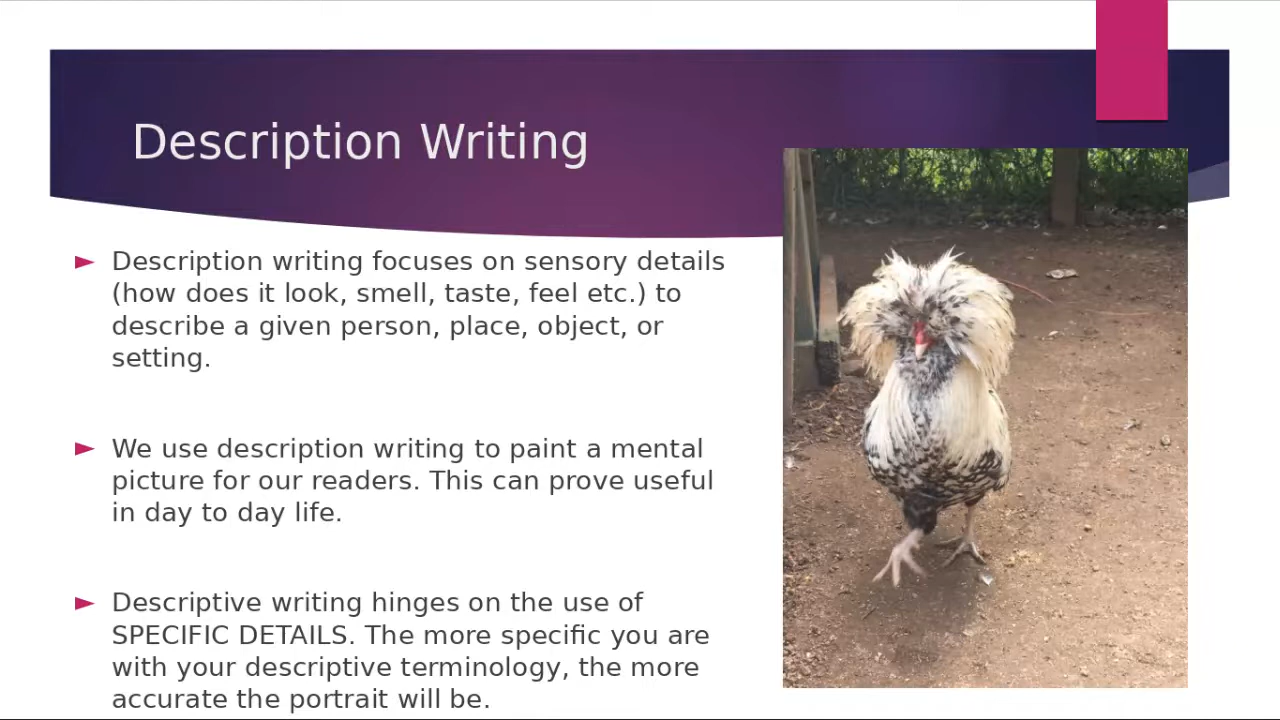 Description Writing
► Description writing focuses on sensory details
(how does it look, smell, taste, feel etc.) to
describe a given person, place, object, or
setting.
► We use description writing to paint a mental
picture for our readers. This can prove useful
in day to day life.
► Descriptive writing hinges on the use of
SPECIFIC DETAILS. The more specific you are
with your descriptive terminology, the more
accurate the portrait will be.